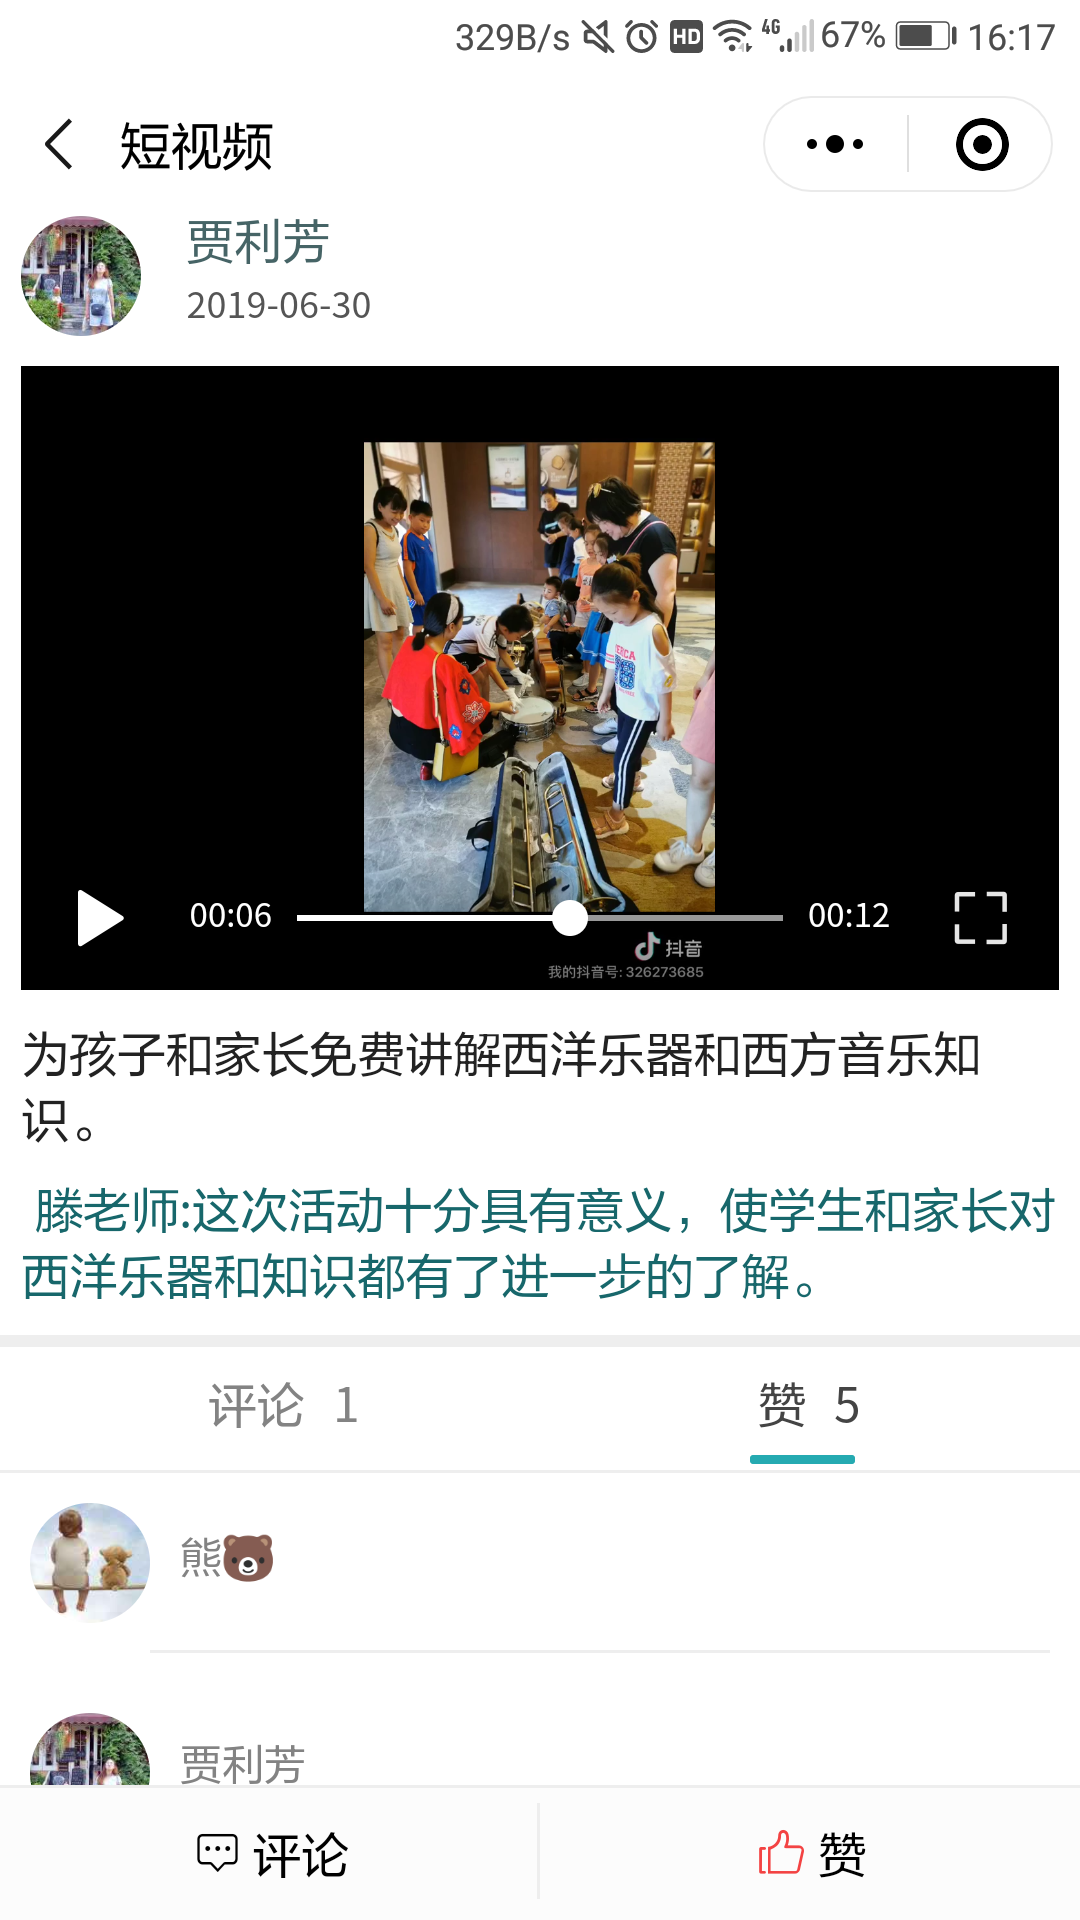 329B/s HD 4G 67% 16:17
短视频
贾利芳
2019-06-30
00:06 00:12
抖音
我的抖音号: 326273685
为孩子和家长免费讲解西洋乐器和西方音乐知
识。
滕老师:这次活动十分具有意义，使学生和家长对
西洋乐器和知识都有了进一步的了解。
评论 1 赞 5
熊🐻
贾利芳
评论 赞